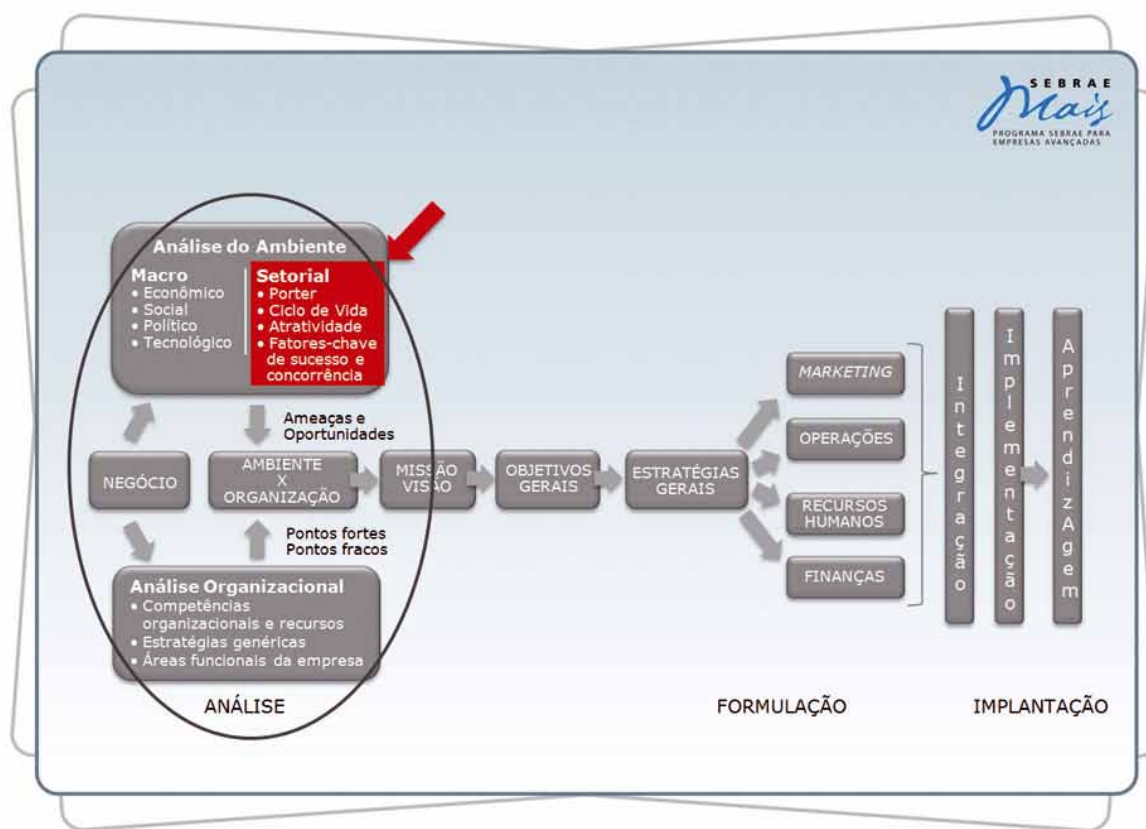 SEBRAE
Mais
PROGRAMA SEBRAE PARA
EMPRESAS AVANÇADAS
Análise do Ambiente
Macro
• Econômico
• Social
• Político
• Tecnológico
Setorial
• Porter
• Ciclo de Vida
• Atratividade
• Fatores-chave
de sucesso e
concorrência
Ameaças e
Oportunidades
NEGÓCIO
AMBIENTE
X
ORGANIZAÇÃO
MISSÃO
VISÃO
OBJETIVOS
GERAIS
ESTRATÉGIAS
GERAIS
Pontos fortes
Pontos fracos
Análise Organizacional
• Competências
organizacionais e recursos
• Estratégias genéricas
• Áreas funcionais da empresa
MARKETING
OPERAÇÕES
RECURSOS
HUMANOS
FINANÇAS
Integração
Implementação
AprendizAgem
ANÁLISE
FORMULAÇÃO
IMPLANTAÇÃO